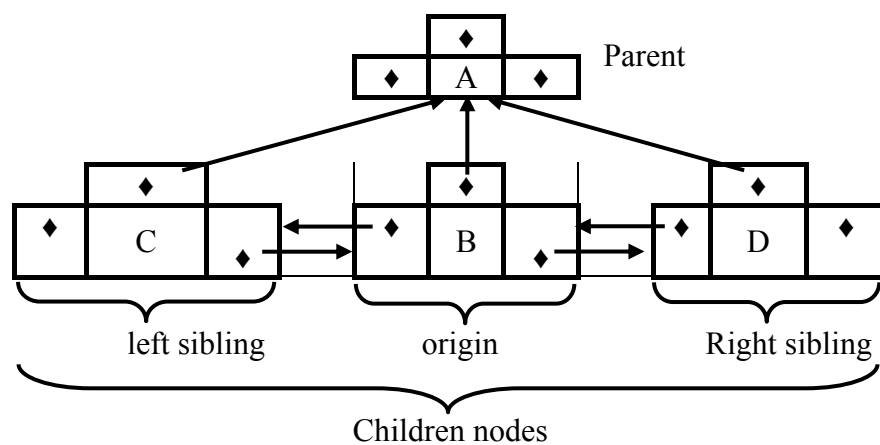 Parent
A
C
B
D
left sibling
origin
Right sibling
Children nodes